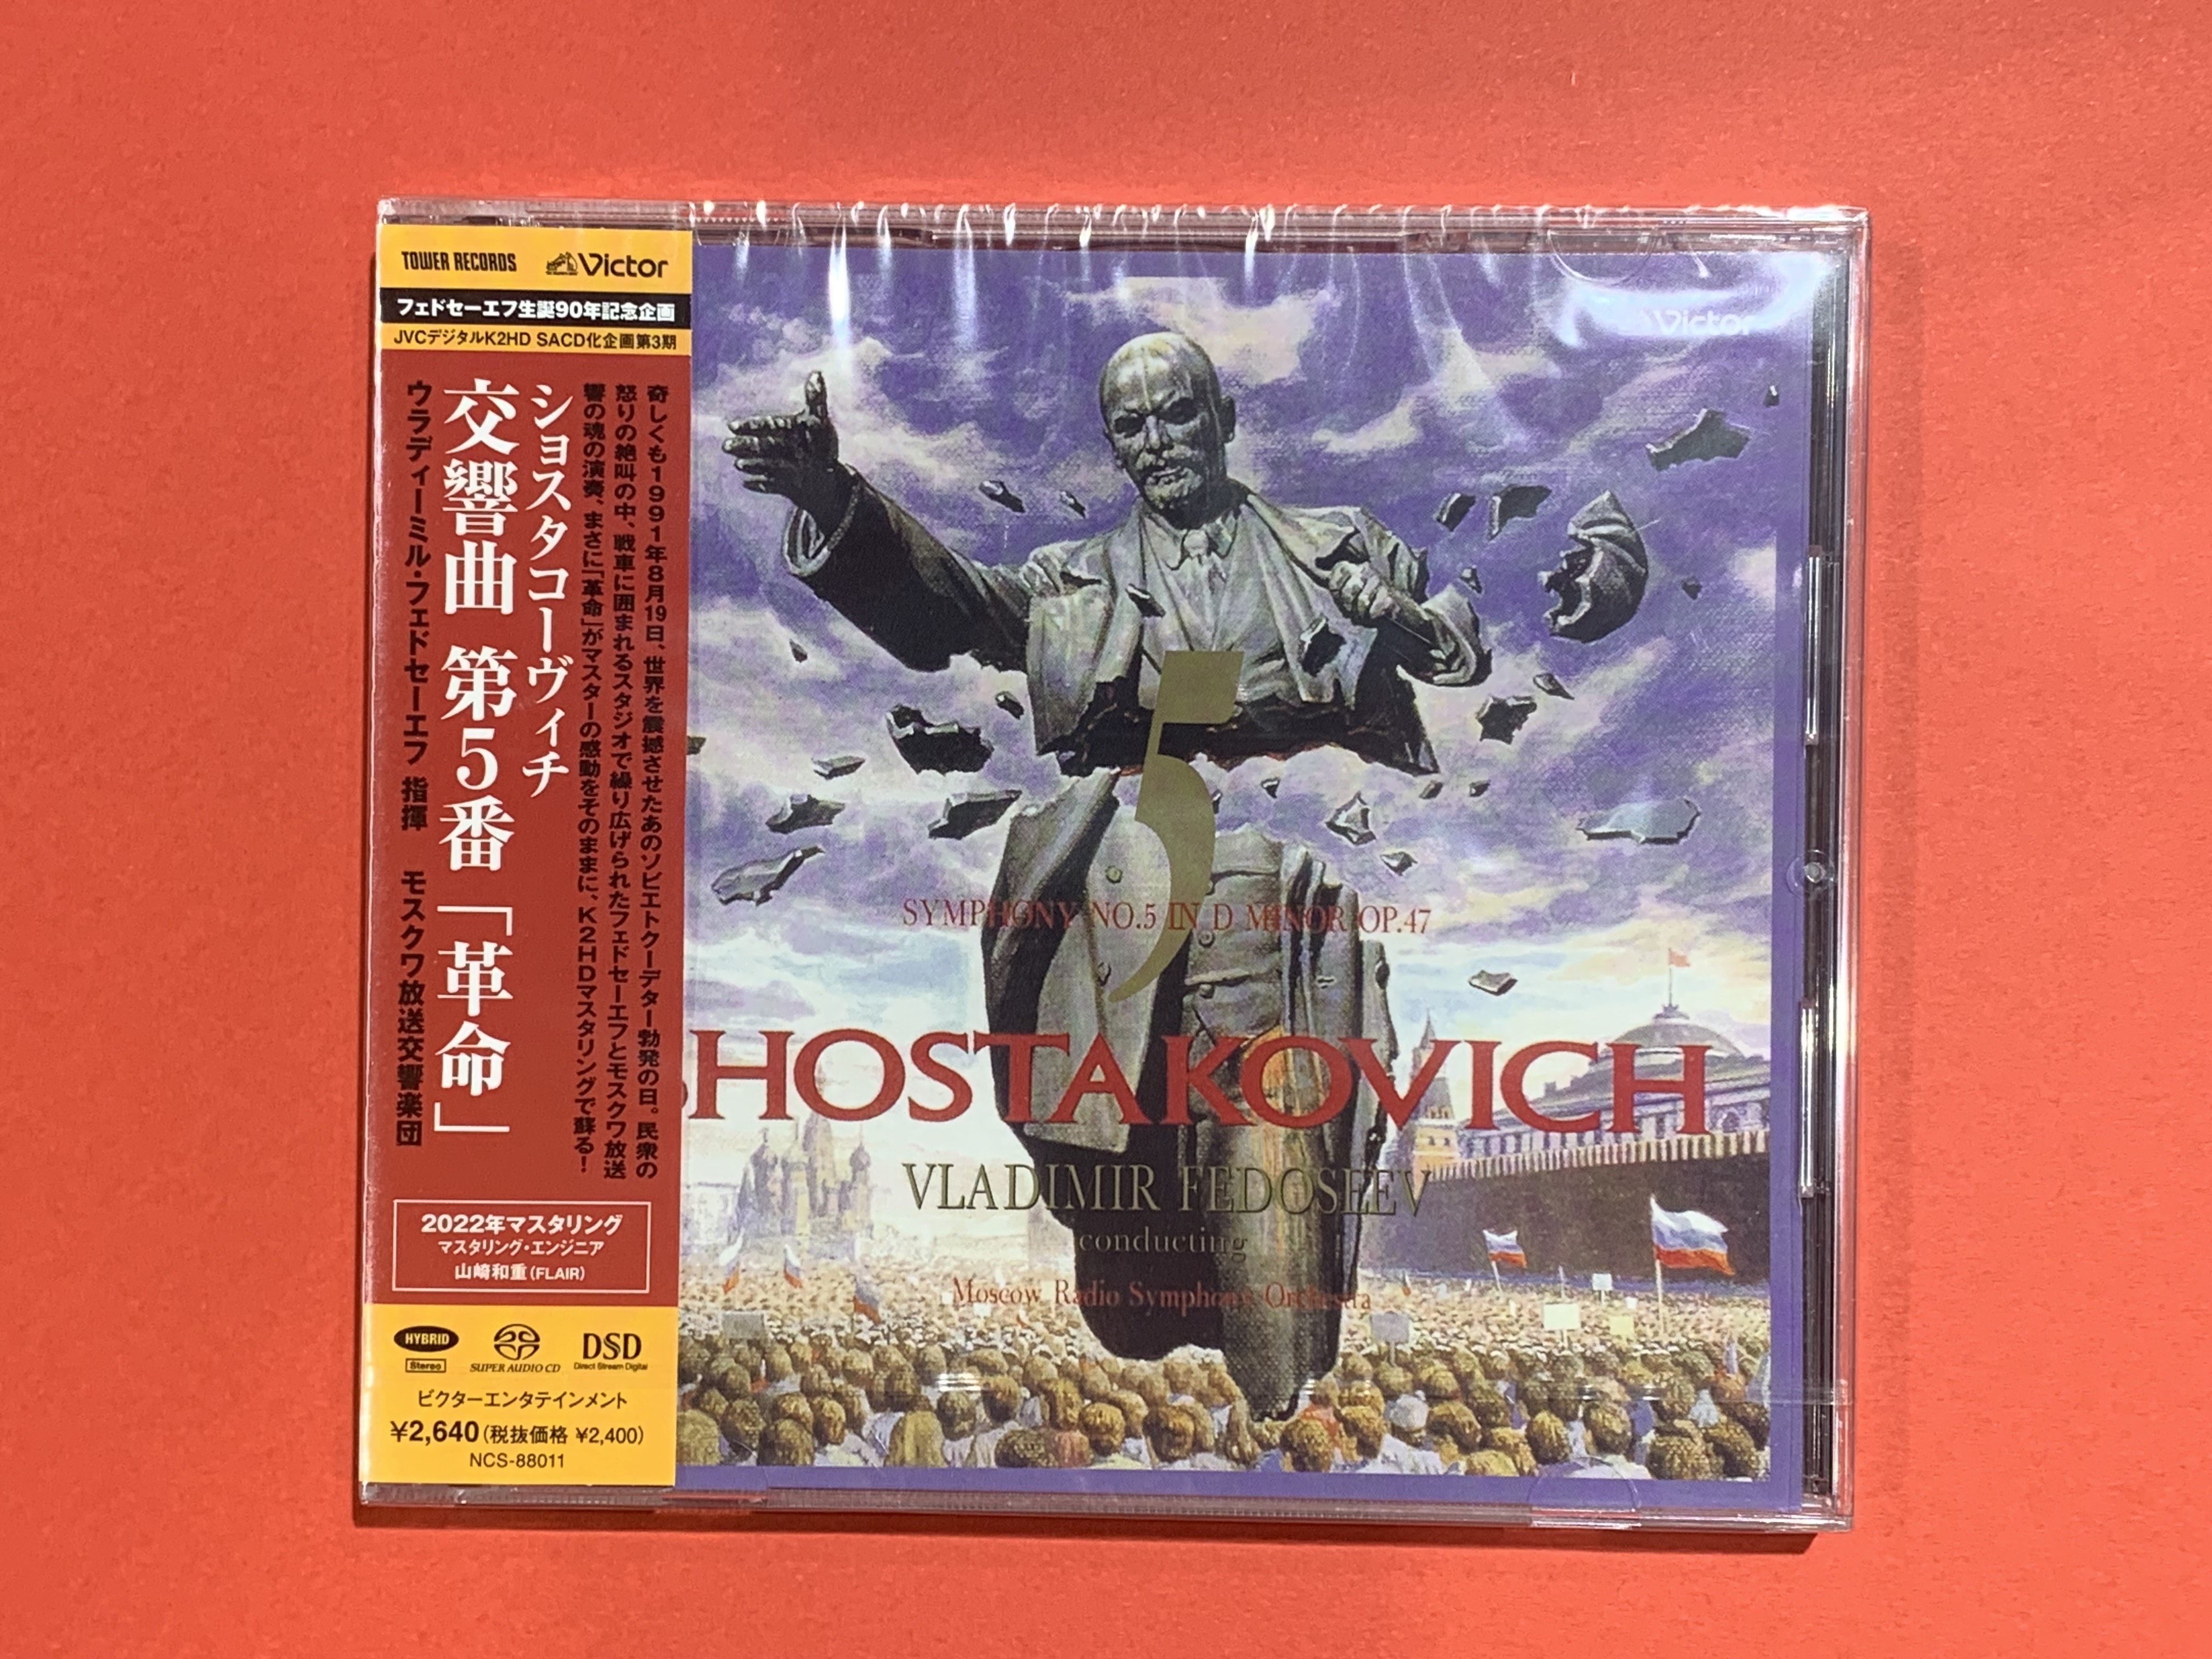 TOWER RECORDS
Victor
フェドセーエフ生誕90年記念企画
JVCデジタルK2HD SACD化企画第3期
奇しくも1991年8月19日、世界を震撼させたあのソビエトクーデター勃発の日。民衆の
怒りの絶叫の中、戦車に囲まれるスタジオで繰り広げられたフェドセーエフとモスクワ放送
響の魂の演奏、まさに「革命」がマスターの感動をそのままに、K2HDマスタリングで蘇る!
ショスタコーヴィチ
交響曲 第5番「革命」
ウラディーミル・フェドセーエフ 指揮 モスクワ放送交響楽団
2022年マスタリング
マスタリング・エンジニア
山﨑和重(FLAIR)
HYBRID
Stereo
SUPER AUDIO CD
DSD
Direct Stream Digital
ビクターエンタテインメント
¥2,640(税抜価格 ¥2,400)
NCS-88011
Victor
5
SYMPHONY NO.5 IN D MINOR OP.47
SHOSTAKOVICH
VLADIMIR FEDOSEEV
conducting
Moscow Radio Symphony Orchestra